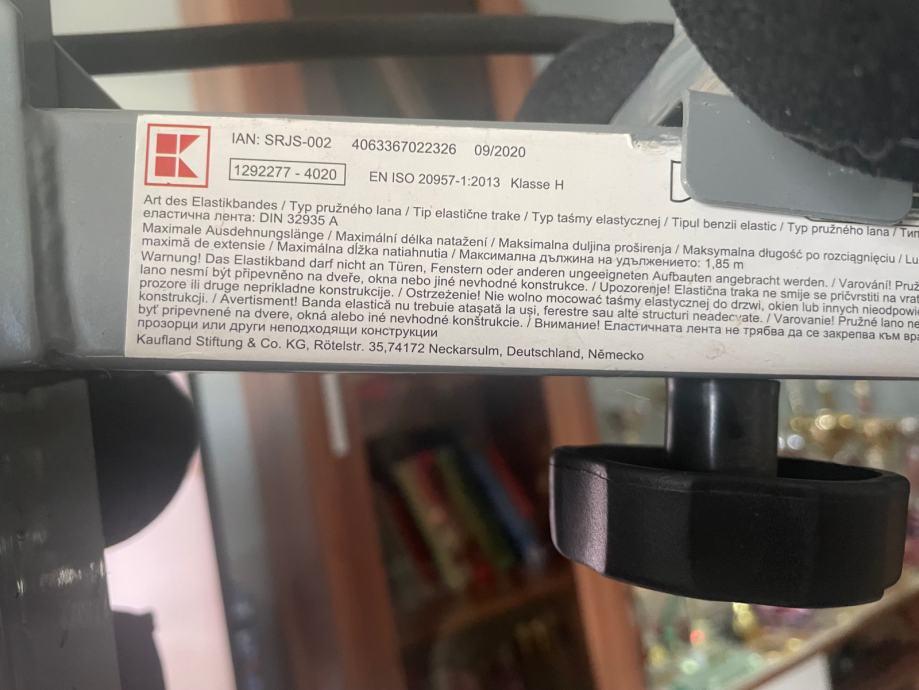 IAN: SRJS-002 4063367022326 09/2020
1292277 - 4020 EN ISO 20957-1:2013 Klasse H
Art des Elastikbandes / Typ pružného lana / Tip elastične trake / Typ taśmy elastycznej / Tipul benzii elastic / Typ pružného lana / Тип
еластична лента: DIN 32935 A
Maximale Ausdehnungslänge / Maximální délka natažení / Maksimalna duljina proširenja / Maksymalna długość po rozciągnięciu / Lu
maximă de extensie / Maximálna dĺžka natiahnutia / Максимална дължина на удължението: 1,85 m
Warnung! Das Elastikband darf nicht an Türen, Fenstern oder anderen ungeeigneten Aufbauten angebracht werden. / Varování! Pruž
lano nesmí být připevněno na dveře, okna nebo jiné nevhodné konstrukce. / Upozorenje! Elastična traka ne smije se pričvrstiti na vrat
prozore ili druge neprikladne konstrukcije. / Ostrzeżenie! Nie wolno mocować taśmy elastycznej do drzwi, okien lub innych nieodpowie
konstrukcji. / Avertisment! Banda elastică nu trebuie atașată la uși, ferestre sau alte structuri neadecvate. / Varovanie! Pružné lano ne
byť pripevnené na dvere, okná alebo iné nevhodné konštrukcie. / Внимание! Еластичната лента не трябва да се закрепва към вра
прозорци или други неподходящи конструкции
Kaufland Stiftung & Co. KG, Rötelstr. 35,74172 Neckarsulm, Deutschland, Německo